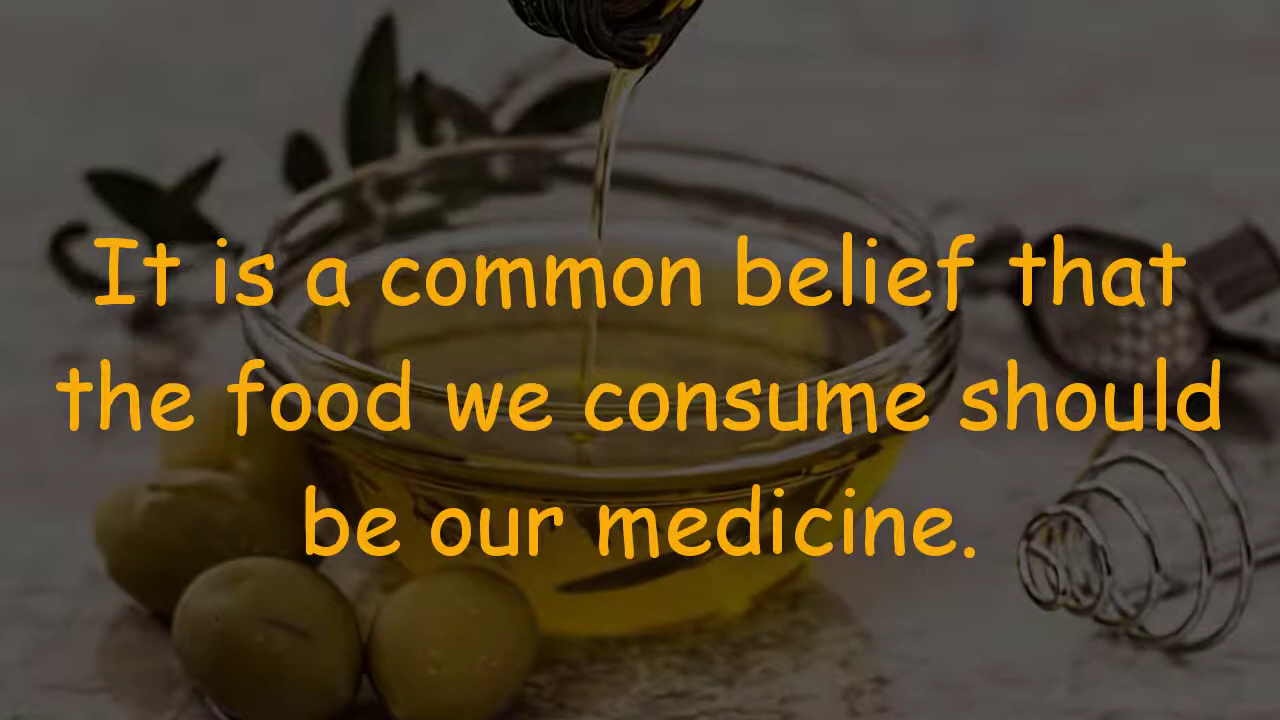 It is a common belief that
the food we consume should
be our medicine.